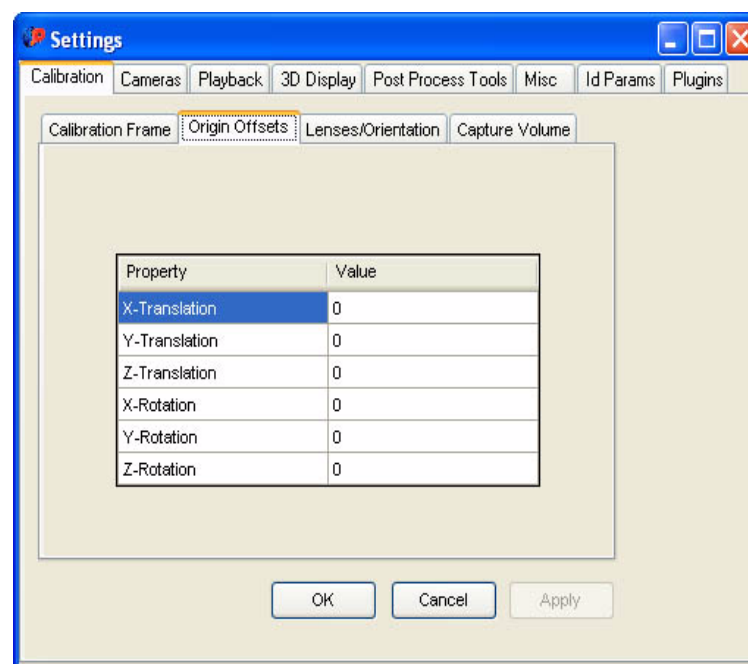 Settings
Calibration Cameras Playback 3D Display Post Process Tools Misc Id Params Plugins
Calibration Frame Origin Offsets Lenses/Orientation Capture Volume
Property Value
X-Translation 0
Y-Translation 0
Z-Translation 0
X-Rotation 0
Y-Rotation 0
Z-Rotation 0
OK Cancel Apply